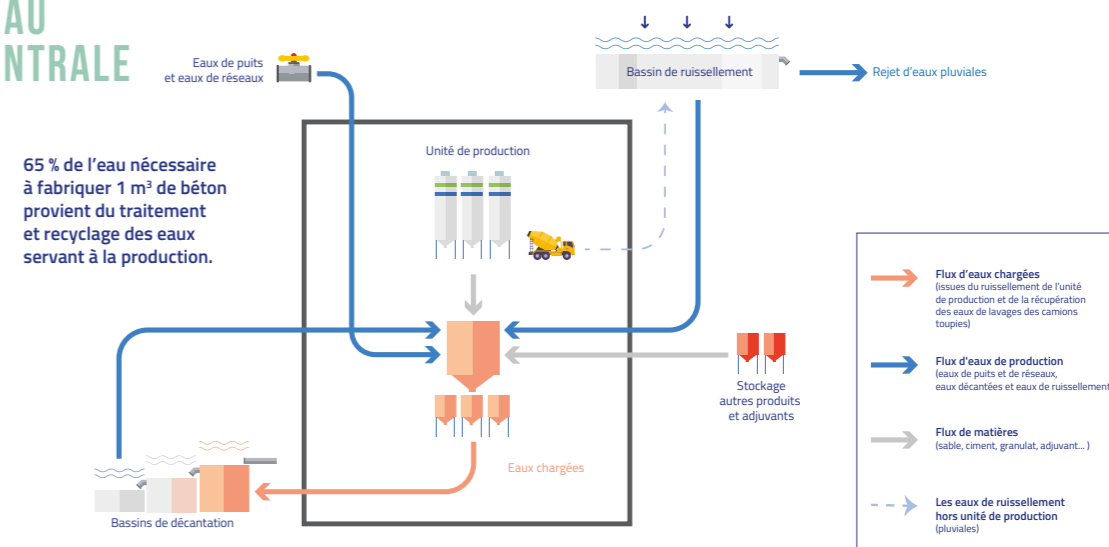 AU
NTRALE
Eaux de puits
et eaux de réseaux
Bassin de ruissellement
Rejet d'eaux pluviales
65 % de l'eau nécessaire
à fabriquer 1 m³ de béton
provient du traitement
et recyclage des eaux
servant à la production.
Unité de production
Stockage
autres produits
et adjuvants
Eaux chargées
Bassins de décantation
Flux d'eaux chargées
(issues du ruissellement de l'unité
de production et de la récupération
des eaux de lavages des camions
toupies)
Flux d'eaux de production
(eaux de puits et de réseaux,
eaux décantées et eaux de ruissellement
Flux de matières
(sable, ciment, granulat, adjuvant... )
Les eaux de ruissellement
hors unité de production
(pluviales)